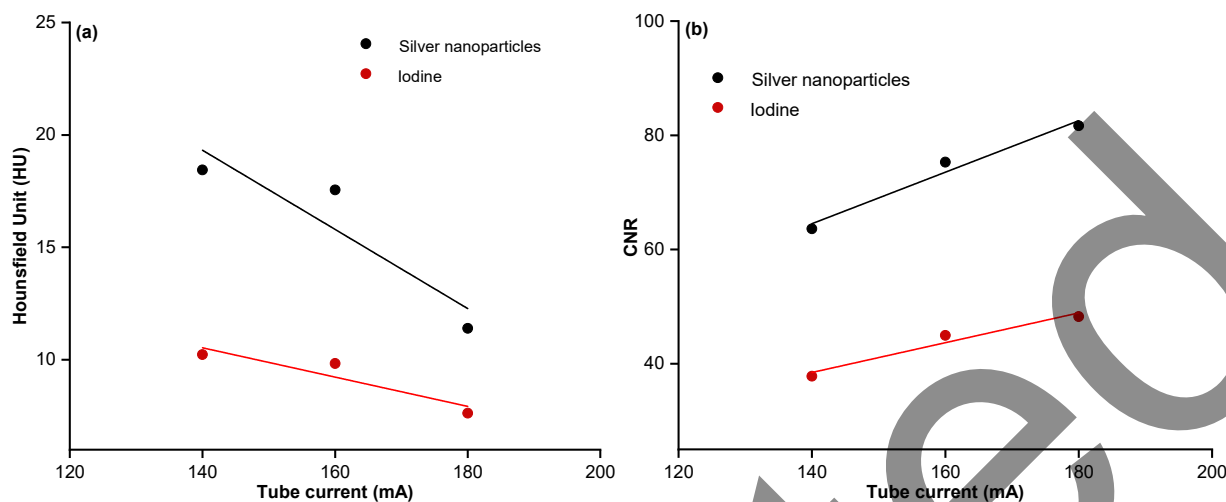 (a)
Silver nanoparticles
Iodine
Hounsfield Unit (HU)
25
20
15
10
120 140 160 180 200
Tube current (mA)
(b)
Silver nanoparticles
Iodine
CNR
100
80
60
40
120 140 160 180 200
Tube current (mA)